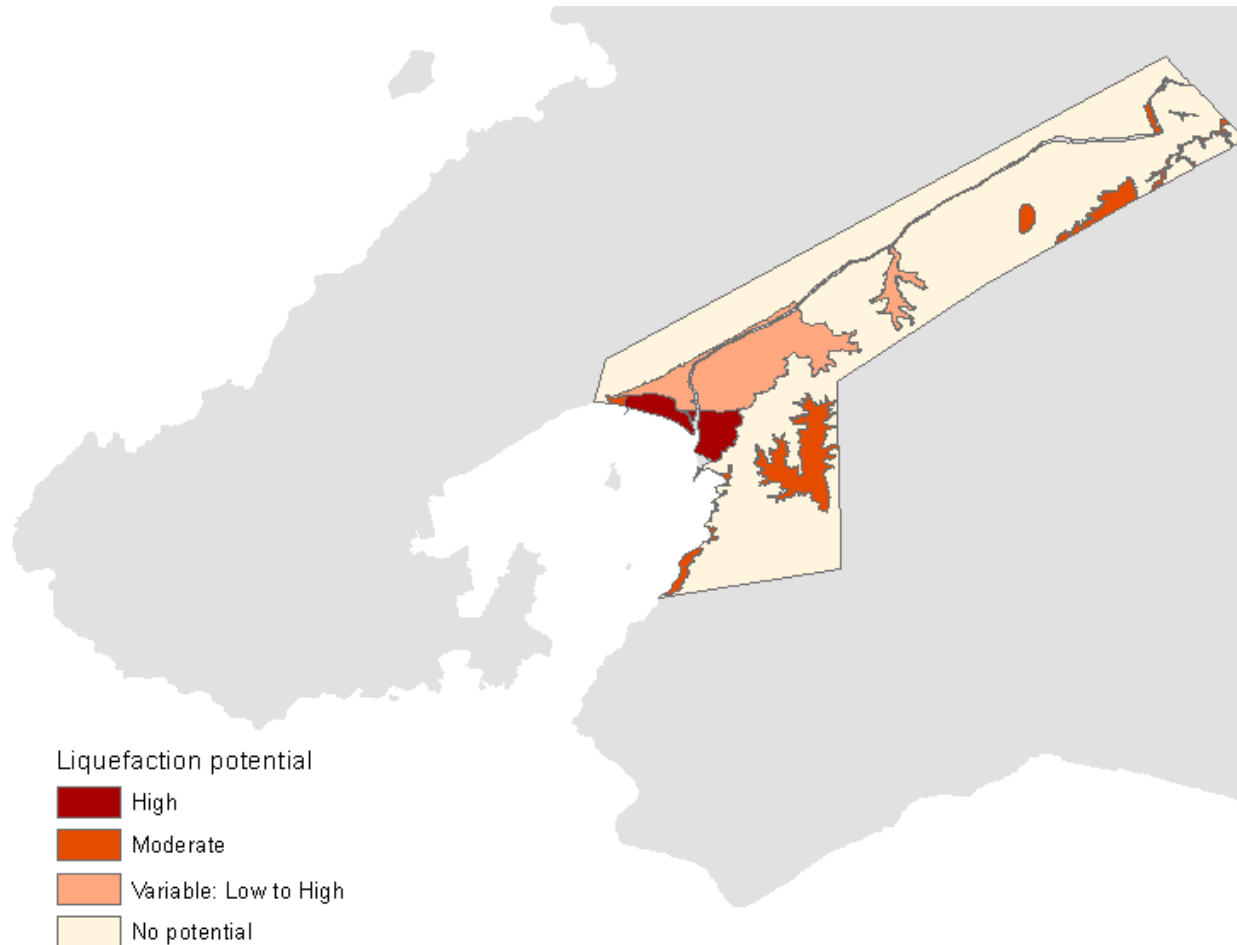 Liquefaction potential
High
Moderate
Variable: Low to High
No potential